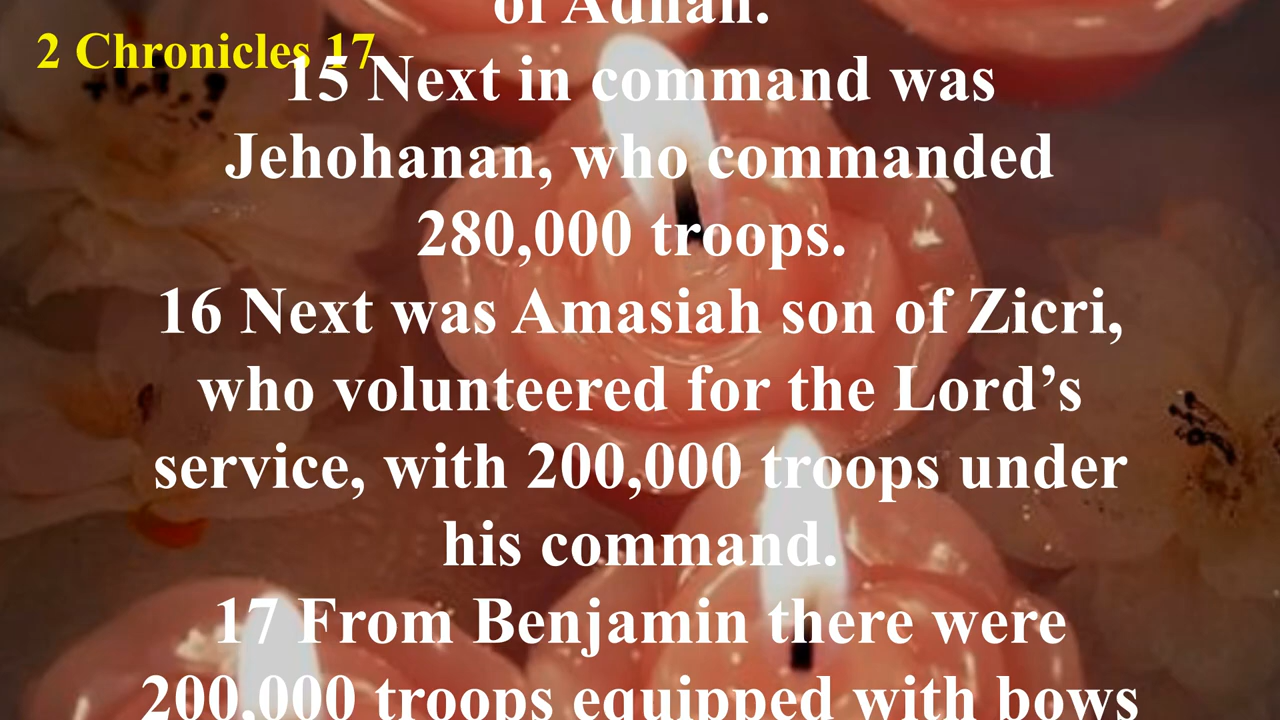 of Adnah.
2 Chronicles 17
15 Next in command was
Jehohanan, who commanded
280,000 troops.
16 Next was Amasiah son of Zicri,
who volunteered for the Lord’s
service, with 200,000 troops under
his command.
17 From Benjamin there were
200,000 troops equipped with bows